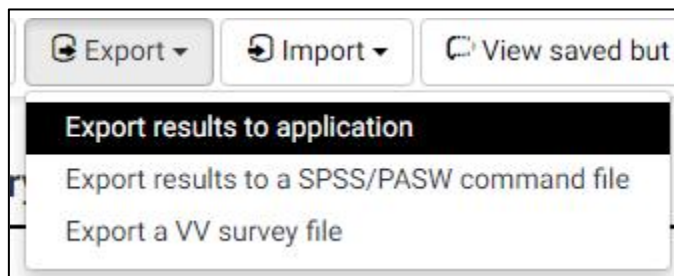 Export Import View saved but
Export results to application
Export results to a SPSS/PASW command file
Export a VV survey file